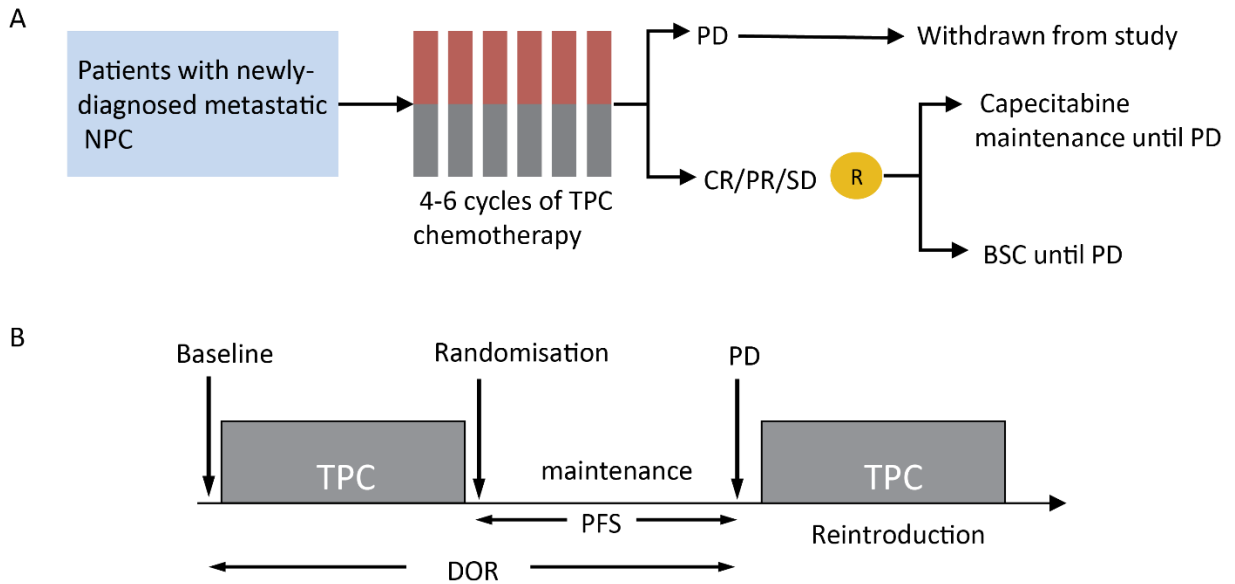 A
Patients with newly-
diagnosed metastatic
NPC
4-6 cycles of TPC
chemotherapy
PD
Withdrawn from study
CR/PR/SD
R
Capecitabine
maintenance until PD
BSC until PD
B
Baseline
Randomisation
PD
TPC
maintenance
TPC
PFS
Reintroduction
DOR